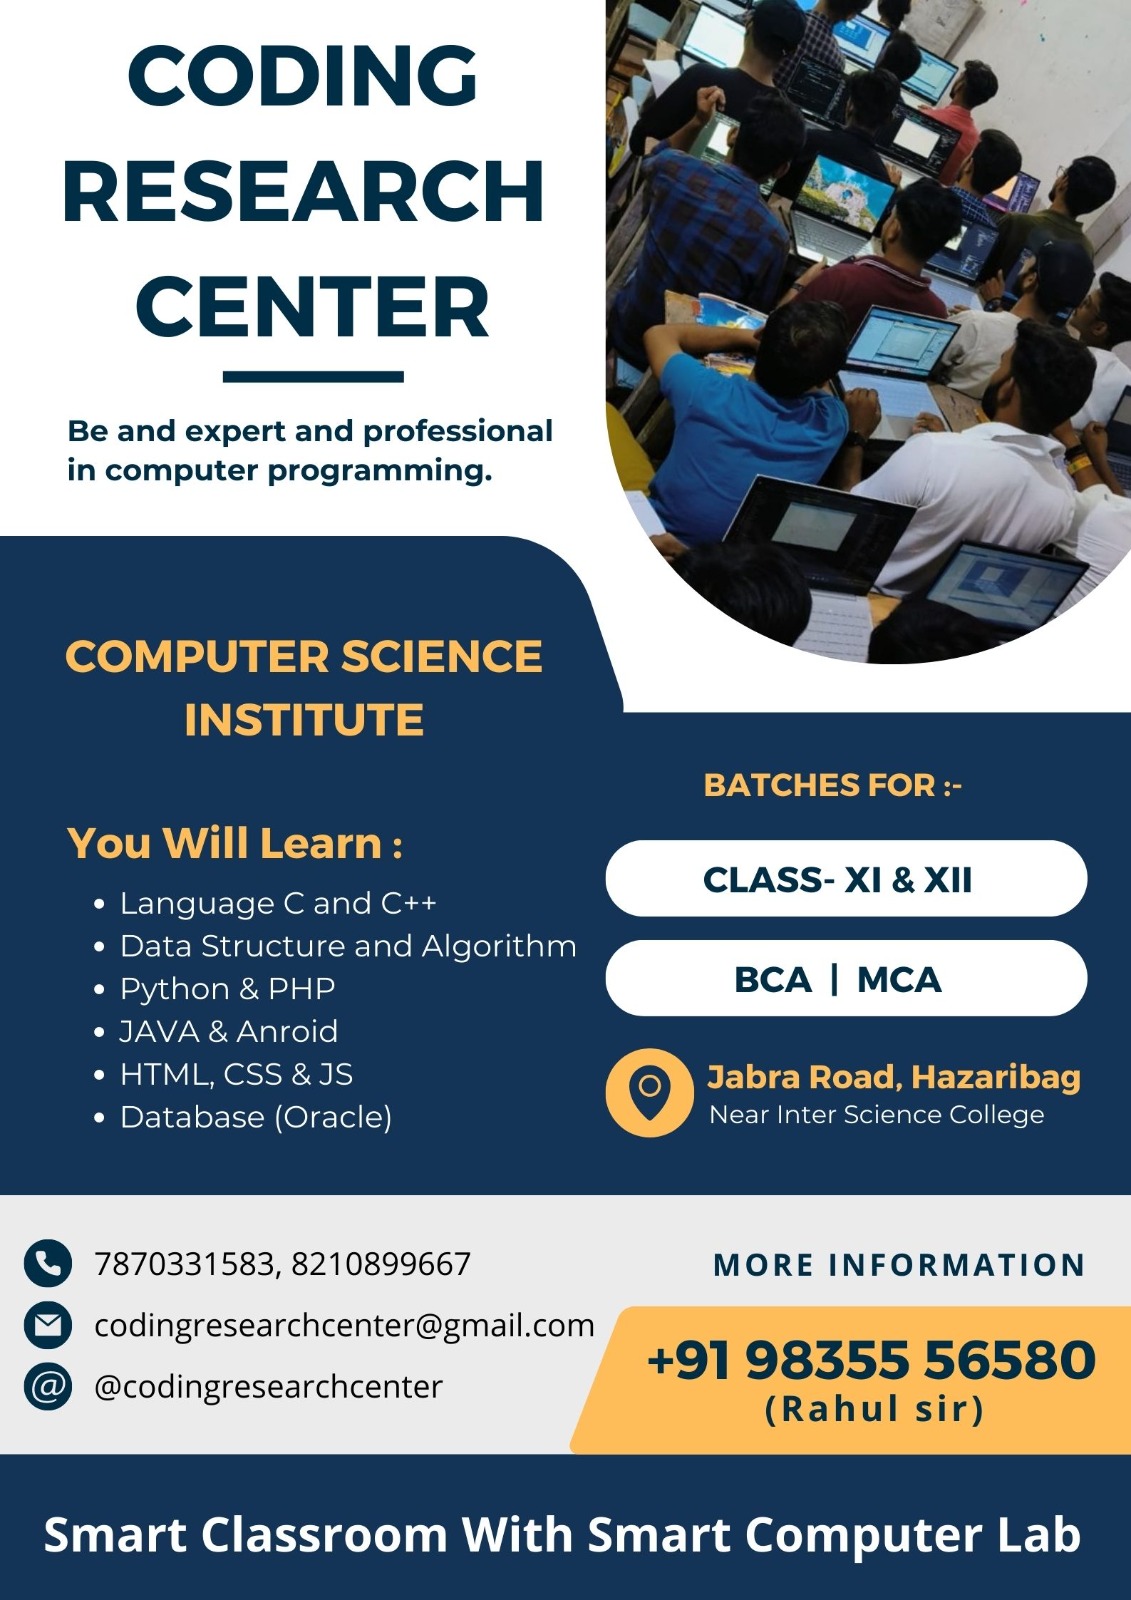 CODING
RESEARCH
CENTER
Be and expert and professional
in computer programming.
COMPUTER SCIENCE
INSTITUTE
You Will Learn :
• Language C and C++
• Data Structure and Algorithm
• Python & PHP
• JAVA & Anroid
• HTML, CSS & JS
• Database (Oracle)
BATCHES FOR :-
CLASS- XI & XII
BCA | MCA
Jabra Road, Hazaribag
Near Inter Science College
7870331583, 8210899667
codingresearchcenter@gmail.com
@codingresearchcenter
MORE INFORMATION
+91 98355 56580
(Rahul sir)
Smart Classroom With Smart Computer Lab